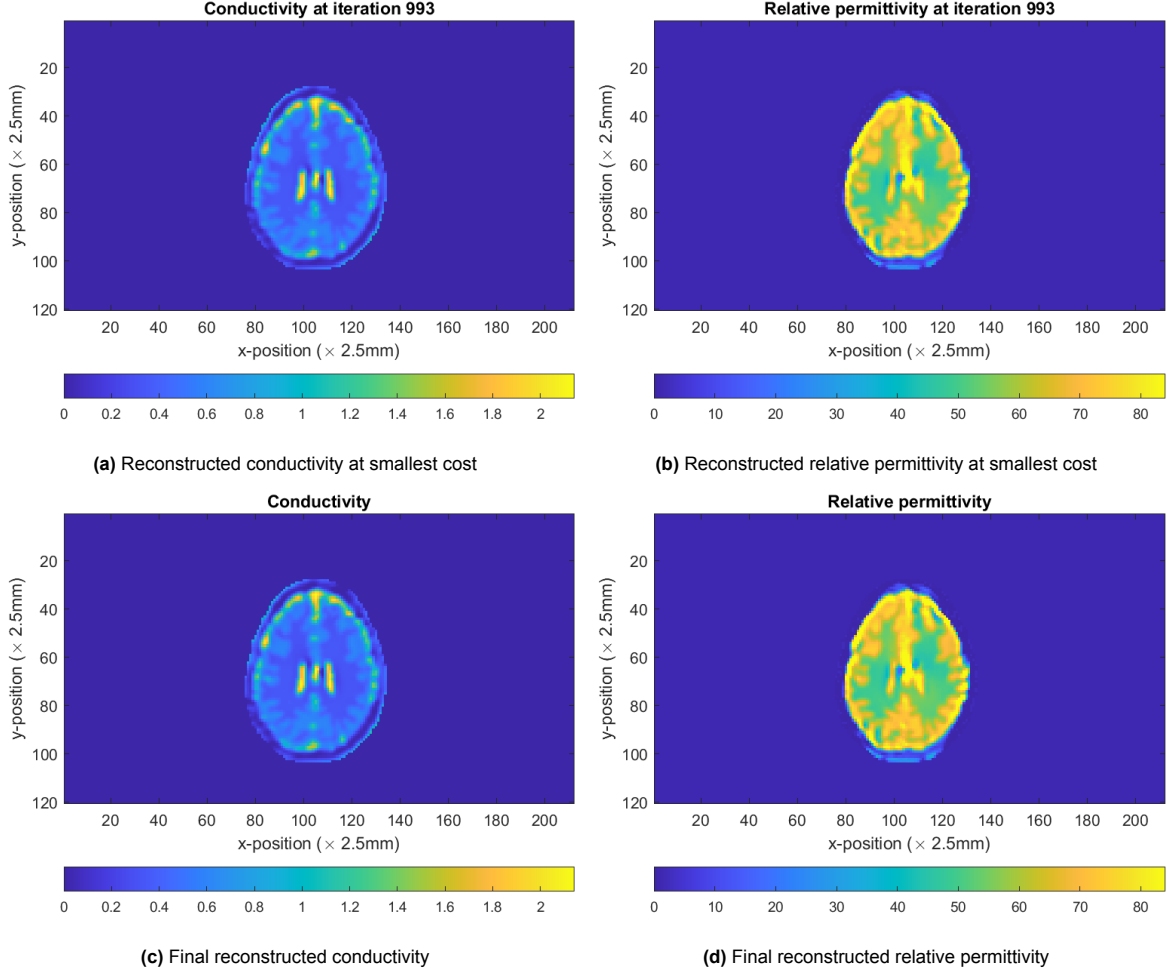 Conductivity at iteration 993
20
40
60
80
100
120
y-position (× 2.5mm)
20 40 60 80 100 120 140 160 180 200
x-position (× 2.5mm)
0 0.2 0.4 0.6 0.8 1 1.2 1.4 1.6 1.8 2
(a) Reconstructed conductivity at smallest cost
Relative permittivity at iteration 993
20
40
60
80
100
120
y-position (× 2.5mm)
20 40 60 80 100 120 140 160 180 200
x-position (× 2.5mm)
0 10 20 30 40 50 60 70 80
(b) Reconstructed relative permittivity at smallest cost
Conductivity
20
40
60
80
100
120
y-position (× 2.5mm)
20 40 60 80 100 120 140 160 180 200
x-position (× 2.5mm)
0 0.2 0.4 0.6 0.8 1 1.2 1.4 1.6 1.8 2
(c) Final reconstructed conductivity
Relative permittivity
20
40
60
80
100
120
y-position (× 2.5mm)
20 40 60 80 100 120 140 160 180 200
x-position (× 2.5mm)
0 10 20 30 40 50 60 70 80
(d) Final reconstructed relative permittivity